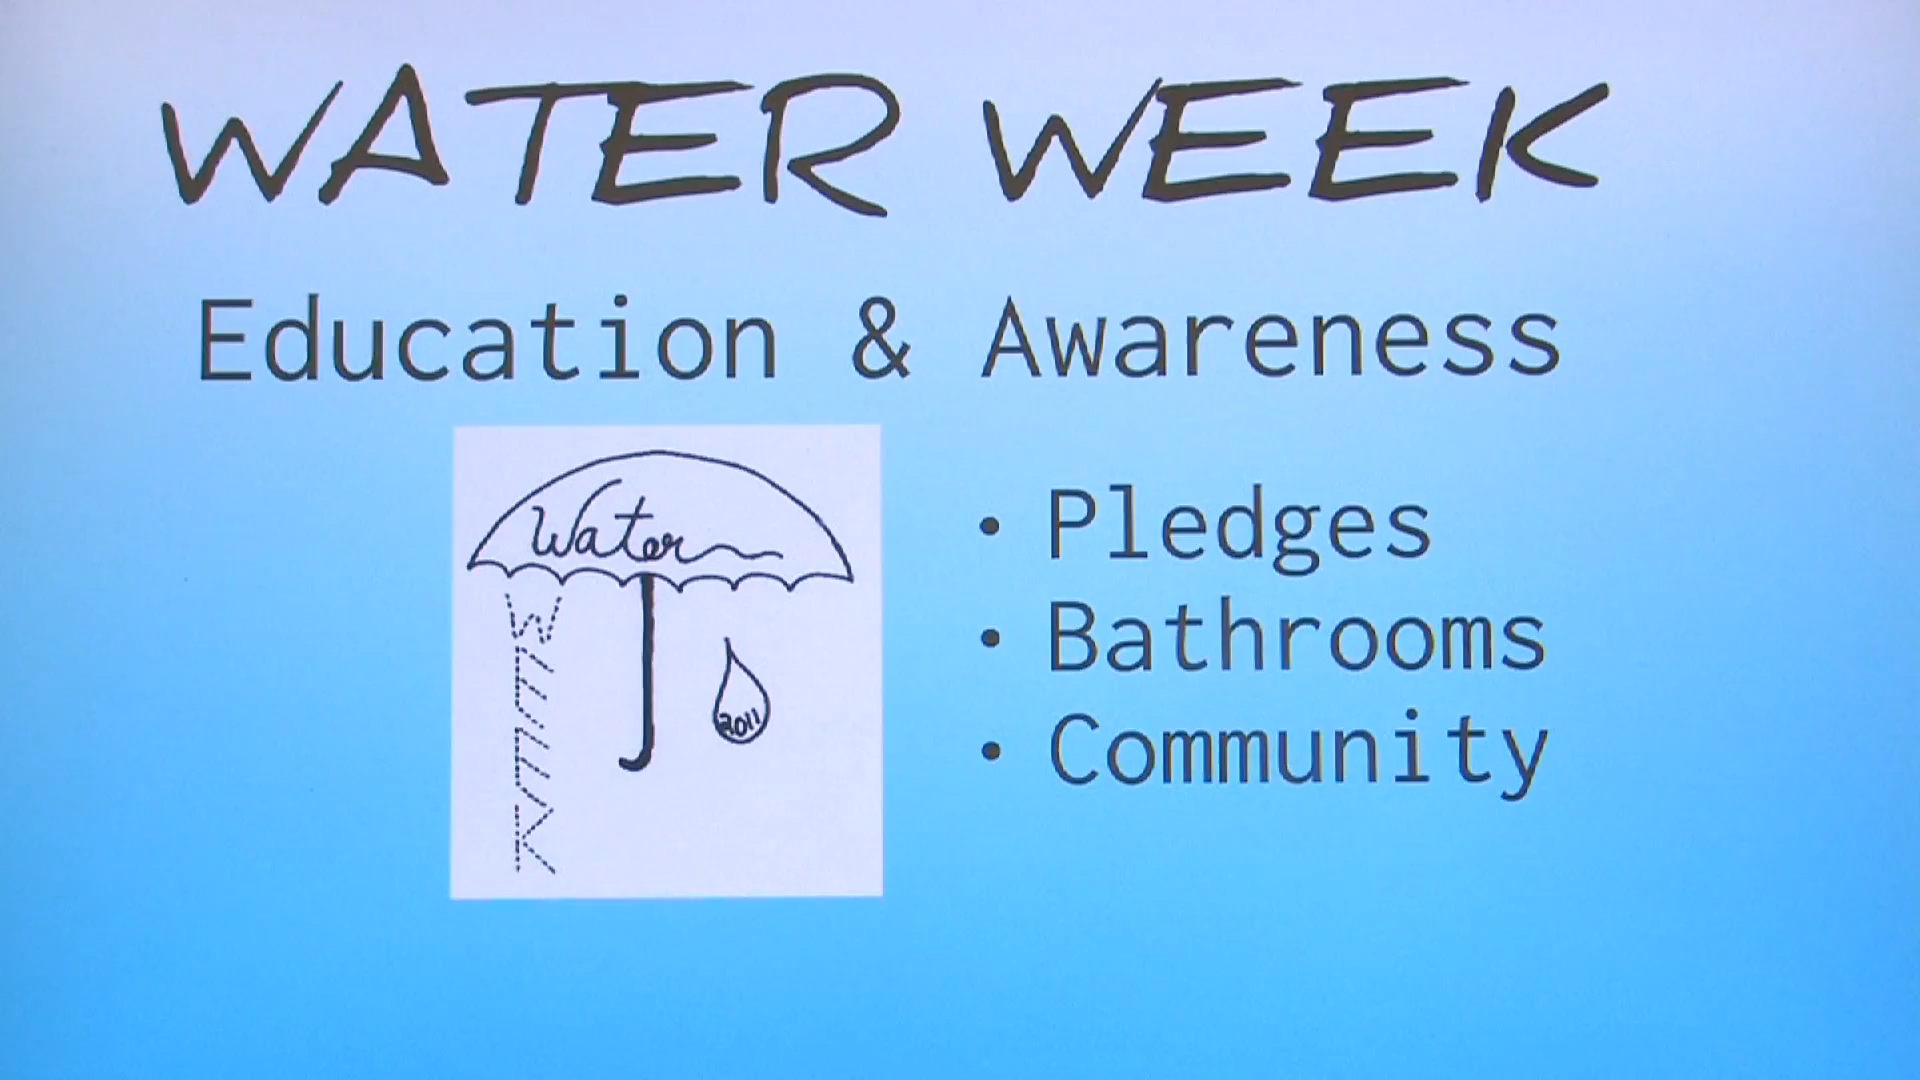 WATER WEEK
Education & Awareness
Water
WEEK
2011
• Pledges
• Bathrooms
• Community